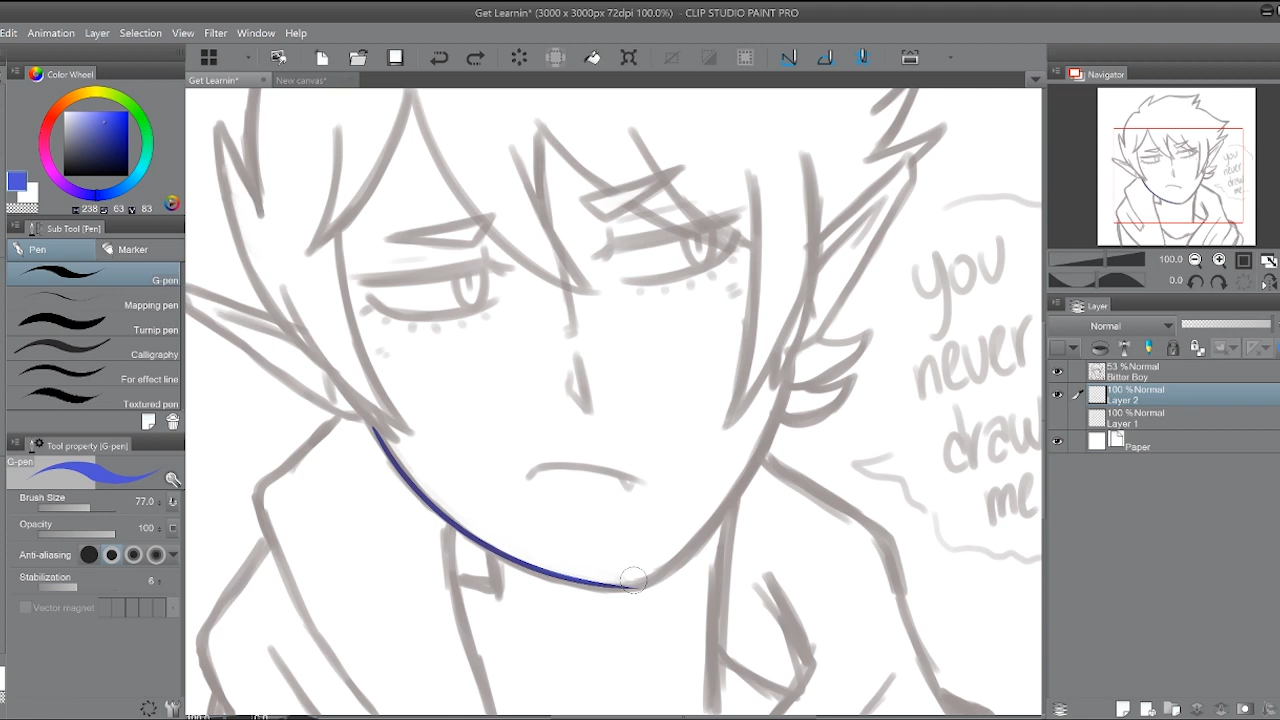 Get Learnin* (3000 x 3000px 72dpi 100.0%) - CLIP STUDIO PAINT PRO
Edit Animation Layer Selection View Filter Window Help
Color Wheel
Get Learnin* New canvas*
Navigator
H 238 S 63 V 83
Sub Tool [Pen]
Pen Marker
G-pen
Mapping pen
Turnip pen
Calligraphy
For effect line
Textured pen
Tool property [G-pen]
G-pen
Brush Size 77.0
Opacity 100
Anti-aliasing
Stabilization 6
Vector magnet
you
never
draw
me
you
never
draw
me
100.0
0.0
Layer
Normal
53 %Normal
Bitter Boy
100 %Normal
Layer 2
100 %Normal
Layer 1
Paper